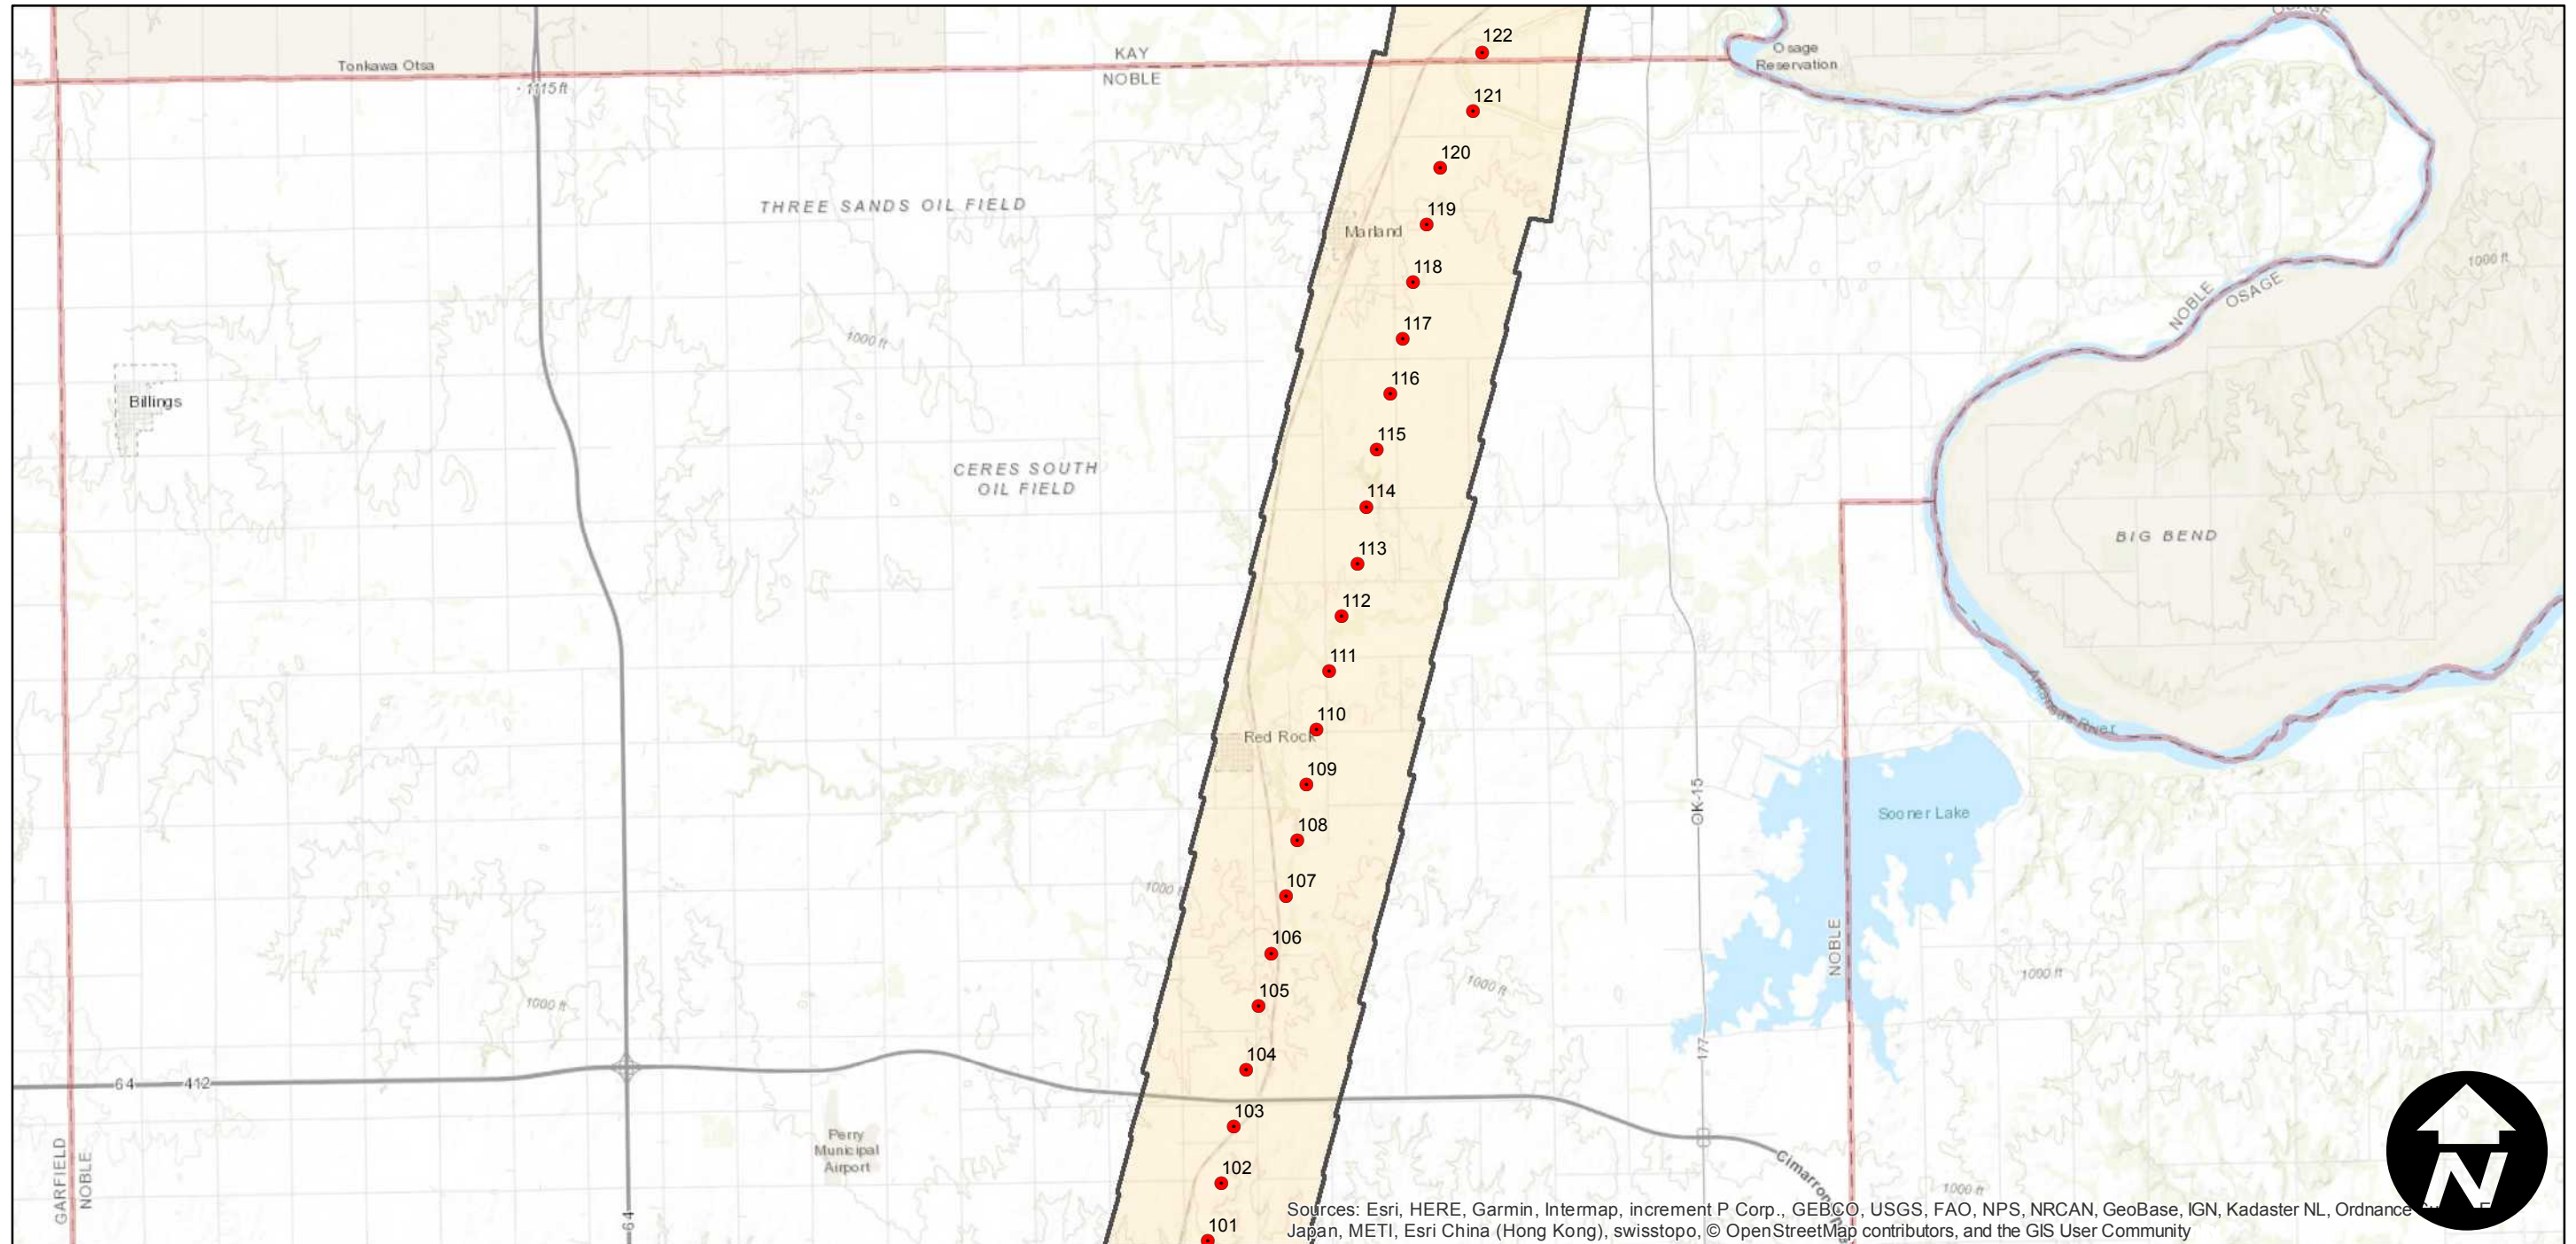 OSAGE
122
KAY
NOBLE
Tonkawa Otsa
1115 ft
Osage
Reservation
121
120
THREE SANDS OIL FIELD
119
Marland
118
1000 ft
NOBLE
OSAGE
117
1000 ft
116
Billings
115
CERES SOUTH
OIL FIELD
114
BIG BEND
113
112
111
Arkansas River
110
Red Rock
109
OK-15
Sooner Lake
108
107
1000 f
106
NOBLE
1000 ft
1000 ft
105
1000 ft
104
177
64
412
103
Perry
Municipal
Airport
Cimarron
GARFIELD
NOBLE
102
1000 ft
64
101
N
Sources: Esri, HERE, Garmin, Intermap, increment P Corp., GEBCO, USGS, FAO, NPS, NRCAN, GeoBase, IGN, Kadaster NL, Ordnance
Japan, METI, Esri China (Hong Kong), swisstopo, © OpenStreetMap contributors, and the GIS User Community